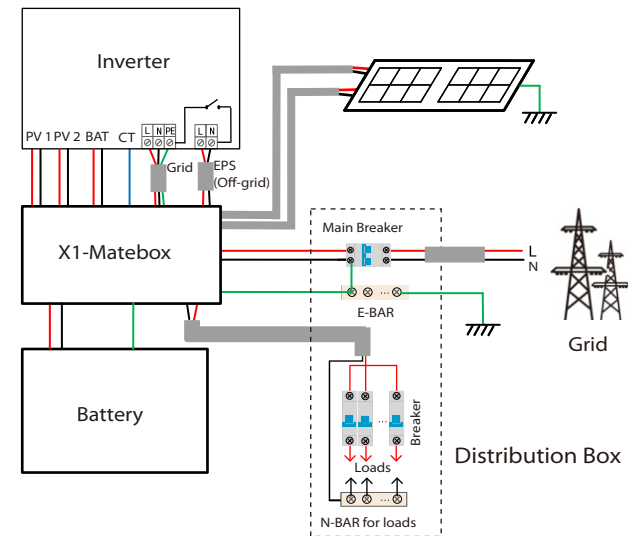 Inverter
PV 1 PV 2 BAT CT
L N PE
L N
Grid
EPS
(Off-grid)
X1-Matebox
Main Breaker
L
N
E-BAR
Grid
Battery
...
Breaker
Loads
...
N-BAR for loads
Distribution Box
...